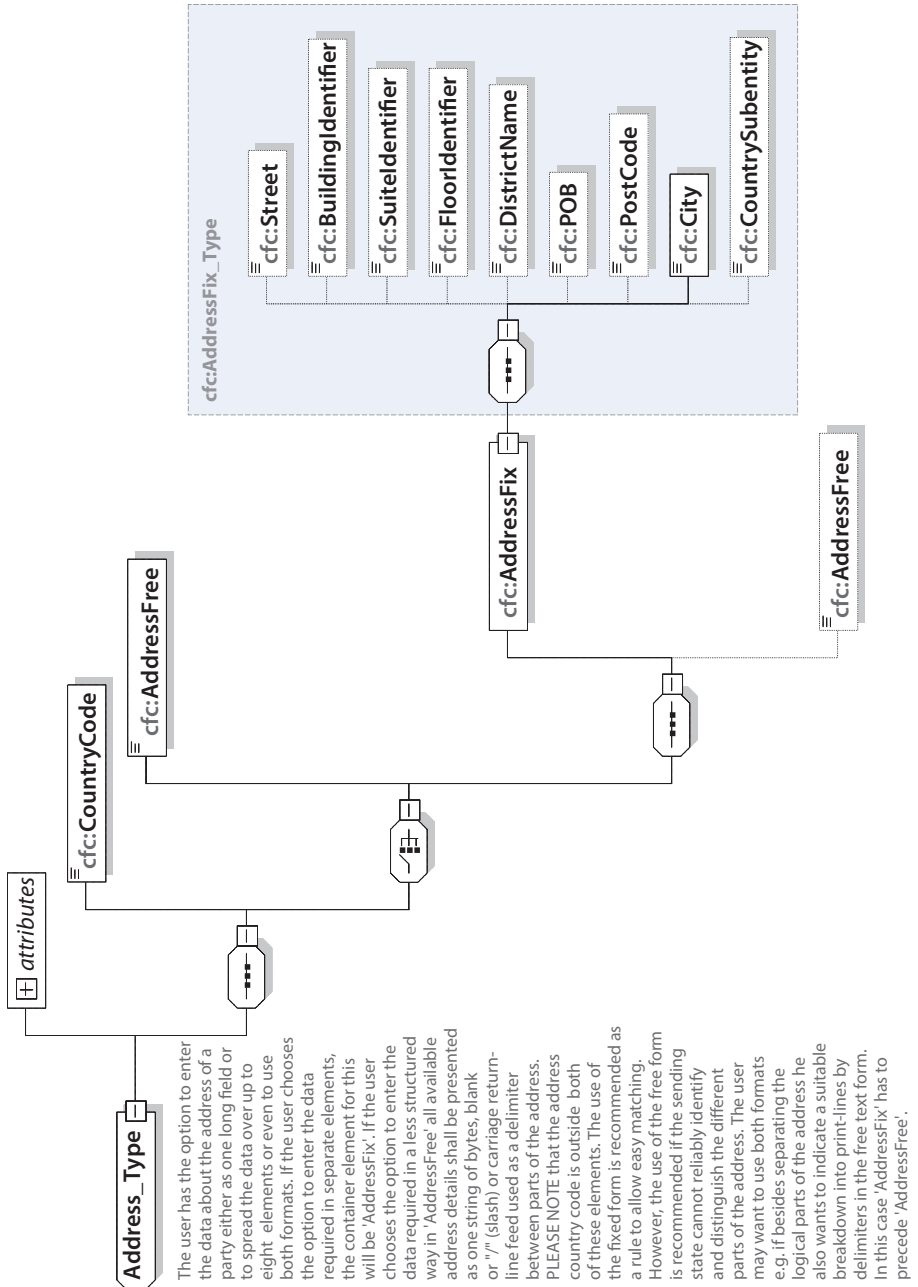 attributes
Address_Type
The user has the option to enter
the data about the address of a
party either as one long field or
to spread the data over up to
eight elements or even to use
both formats. If the user chooses
the option to enter the data
required in separate elements,
the container element for this
will be 'AddressFix'. If the user
chooses the option to enter the
data required in a less structured
way in 'AddressFree' all available
address details shall be presented
as one string of bytes, blank
or "/" (slash) or carriage return-
line feed used as a delimiter
between parts of the address.
PLEASE NOTE that the address
country code is outside both
of these elements. The use of
the fixed form is recommended as
a rule to allow easy matching.
However, the use of the free form
is recommended if the sending
state cannot reliably identify
and distinguish the different
parts of the address. The user
may want to use both formats
e.g. if besides separating the
logical parts of the address he
also wants to indicate a suitable
breakdown into print-lines by
delimiters in the free text form.
In this case 'AddressFix' has to
precede 'AddressFree'.
cfc:CountryCode
cfc:AddressFree
cfc:AddressFix
cfc:AddressFix_Type
cfc:Street
cfc:BuildingIdentifier
cfc:SuiteIdentifier
cfc:FloorIdentifier
cfc:DistrictName
cfc:POB
cfc:PostCode
cfc:City
cfc:CountrySubentity
cfc:AddressFree